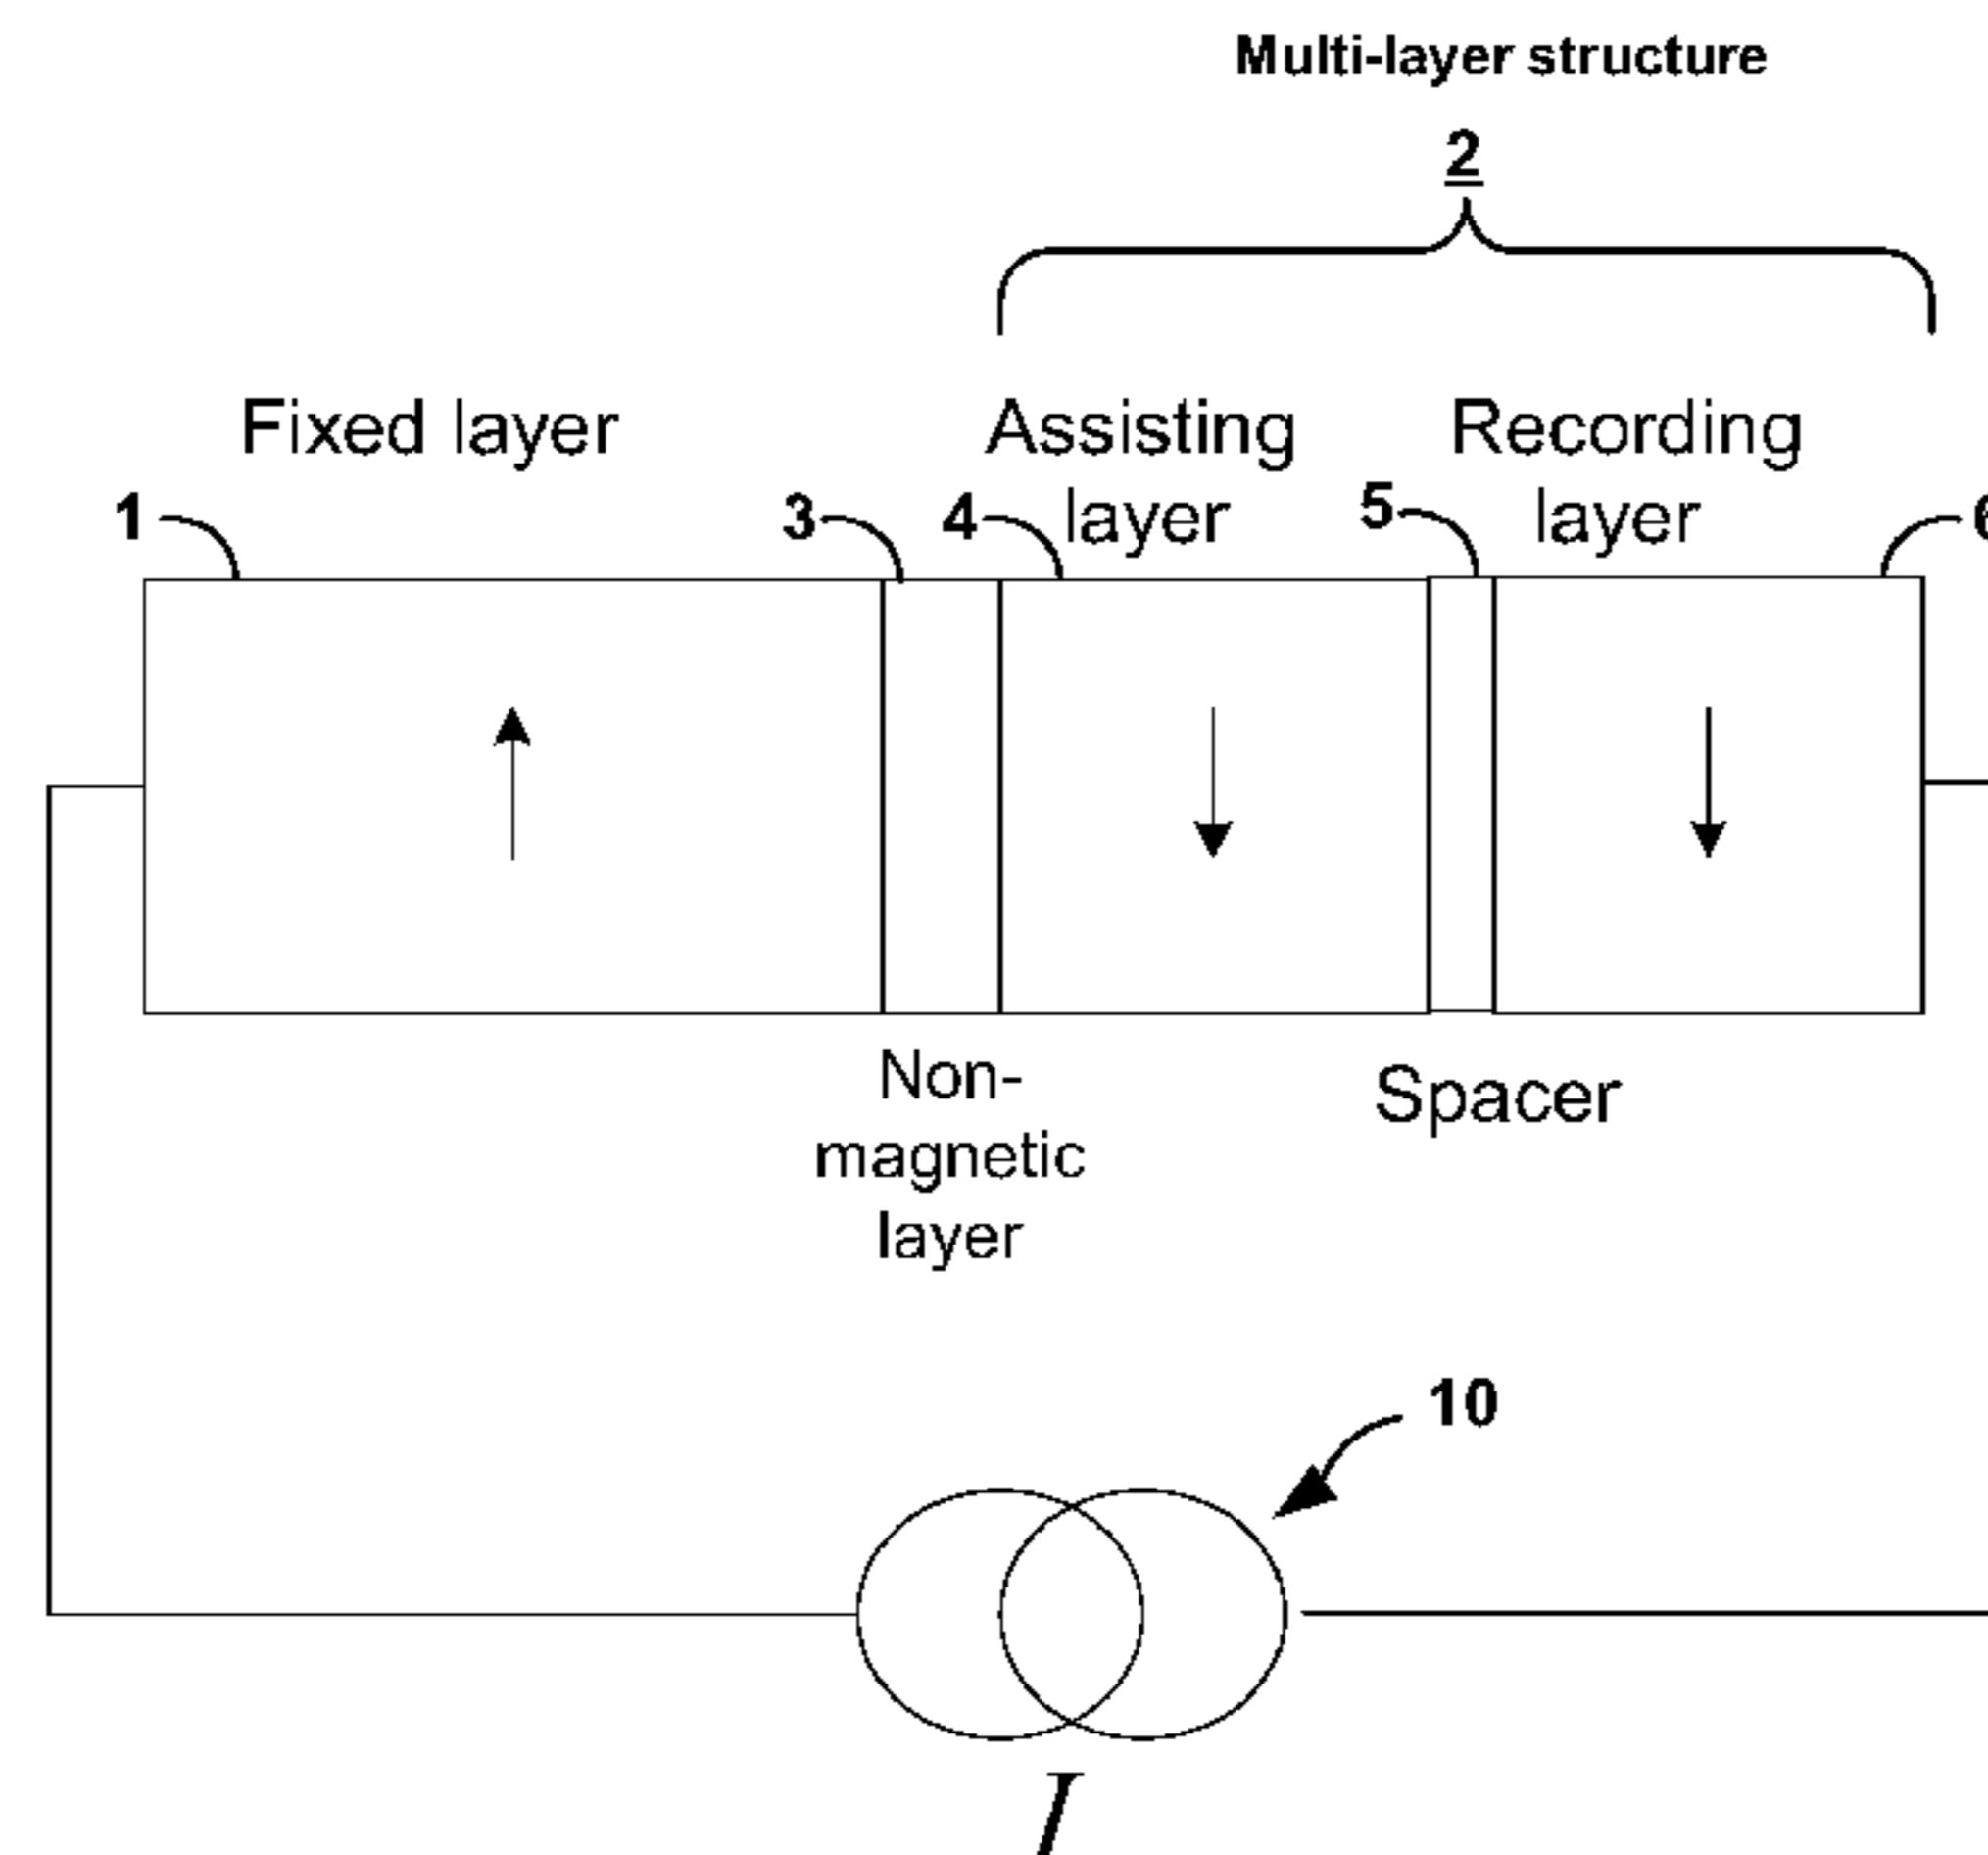 Multi-layer structure
2
Fixed layer
Assisting
layer
Recording
layer
1
3
4
5
6
Non-
magnetic
layer
Spacer
10
I